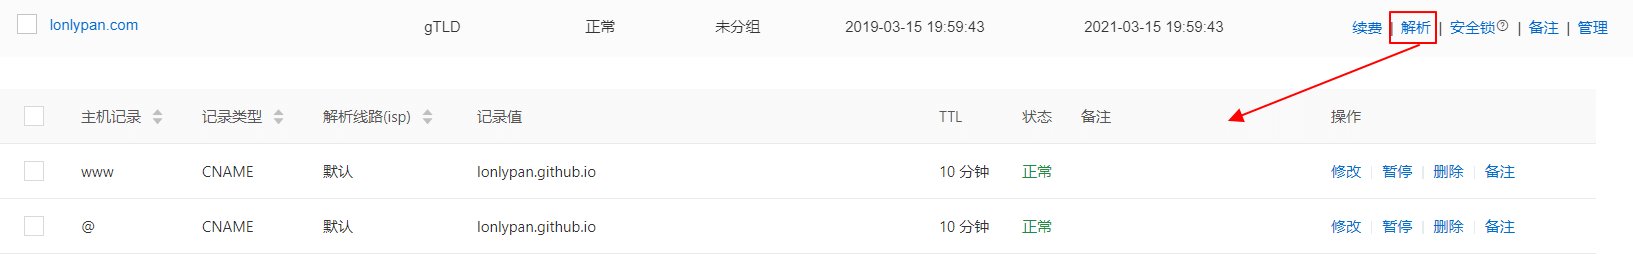 lonlypan.com gTLD 正常 未分组 2019-03-15 19:59:43 2021-03-15 19:59:43 续费 | 解析 | 安全锁? | 备注 | 管理
主机记录 记录类型 解析线路(isp) 记录值 TTL 状态 备注 操作
www CNAME 默认 lonlypan.github.io 10 分钟 正常 修改 | 暂停 | 删除 | 备注
@ CNAME 默认 lonlypan.github.io 10 分钟 正常 修改 | 暂停 | 删除 | 备注